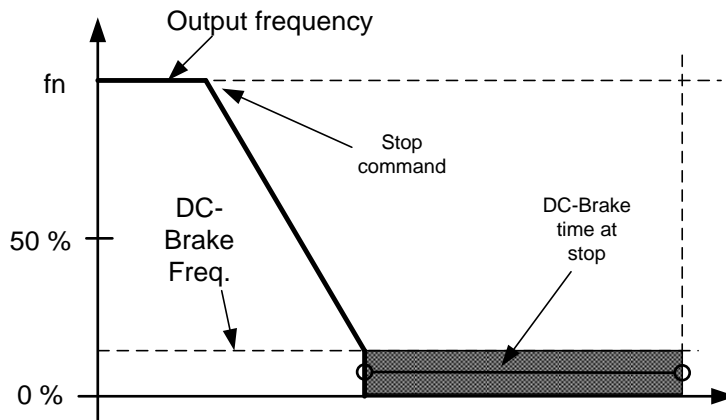 Output frequency
fn
Stop
command
DC-
Brake
Freq.
DC-Brake
time at
stop
50 %
0 %